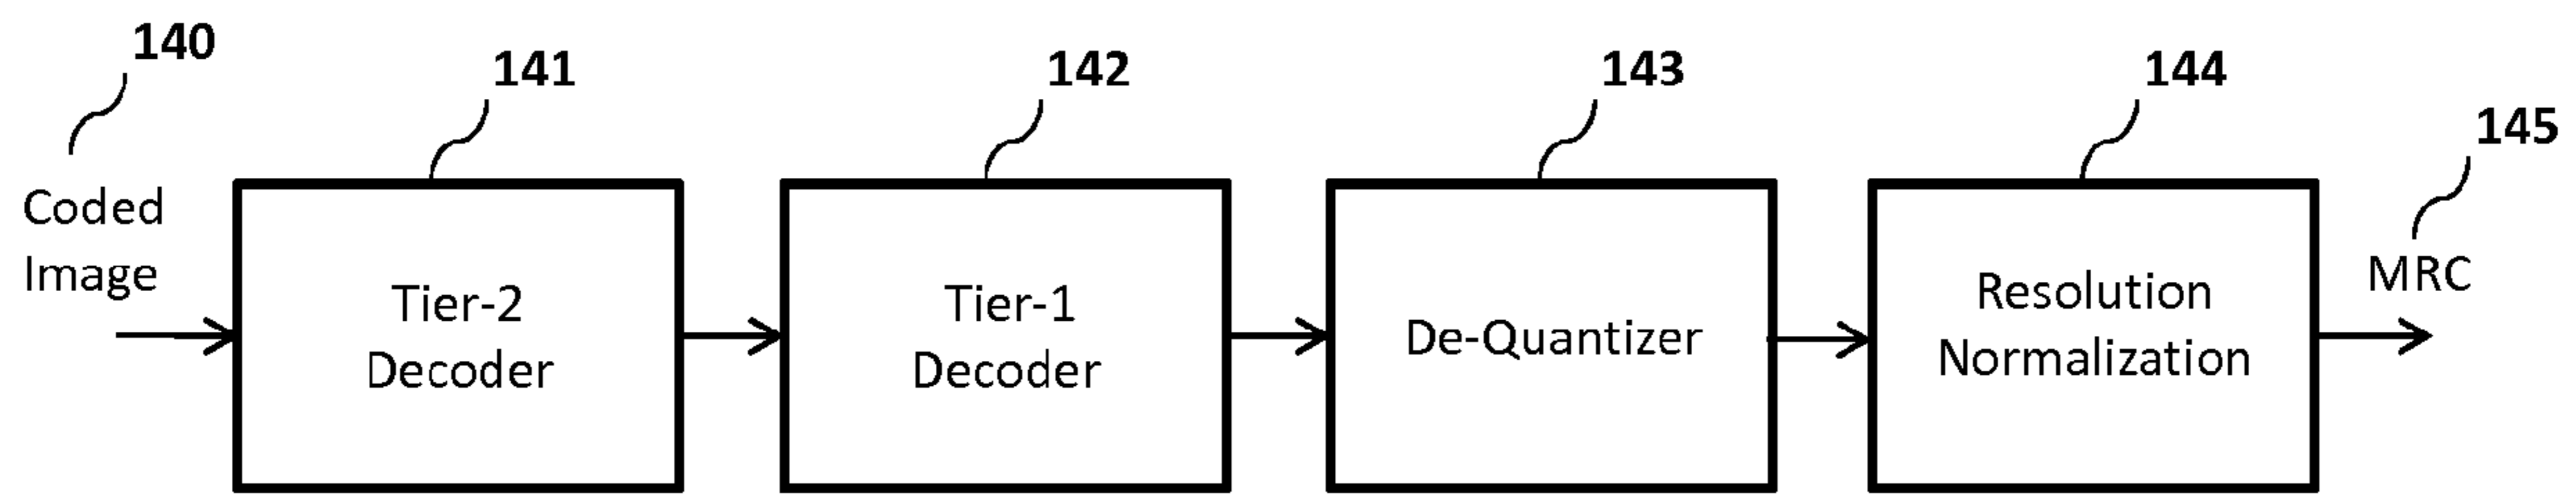 140
141
142
143
144
145
Coded
Image
Tier-2
Decoder
Tier-1
Decoder
De-Quantizer
Resolution
Normalization
MRC